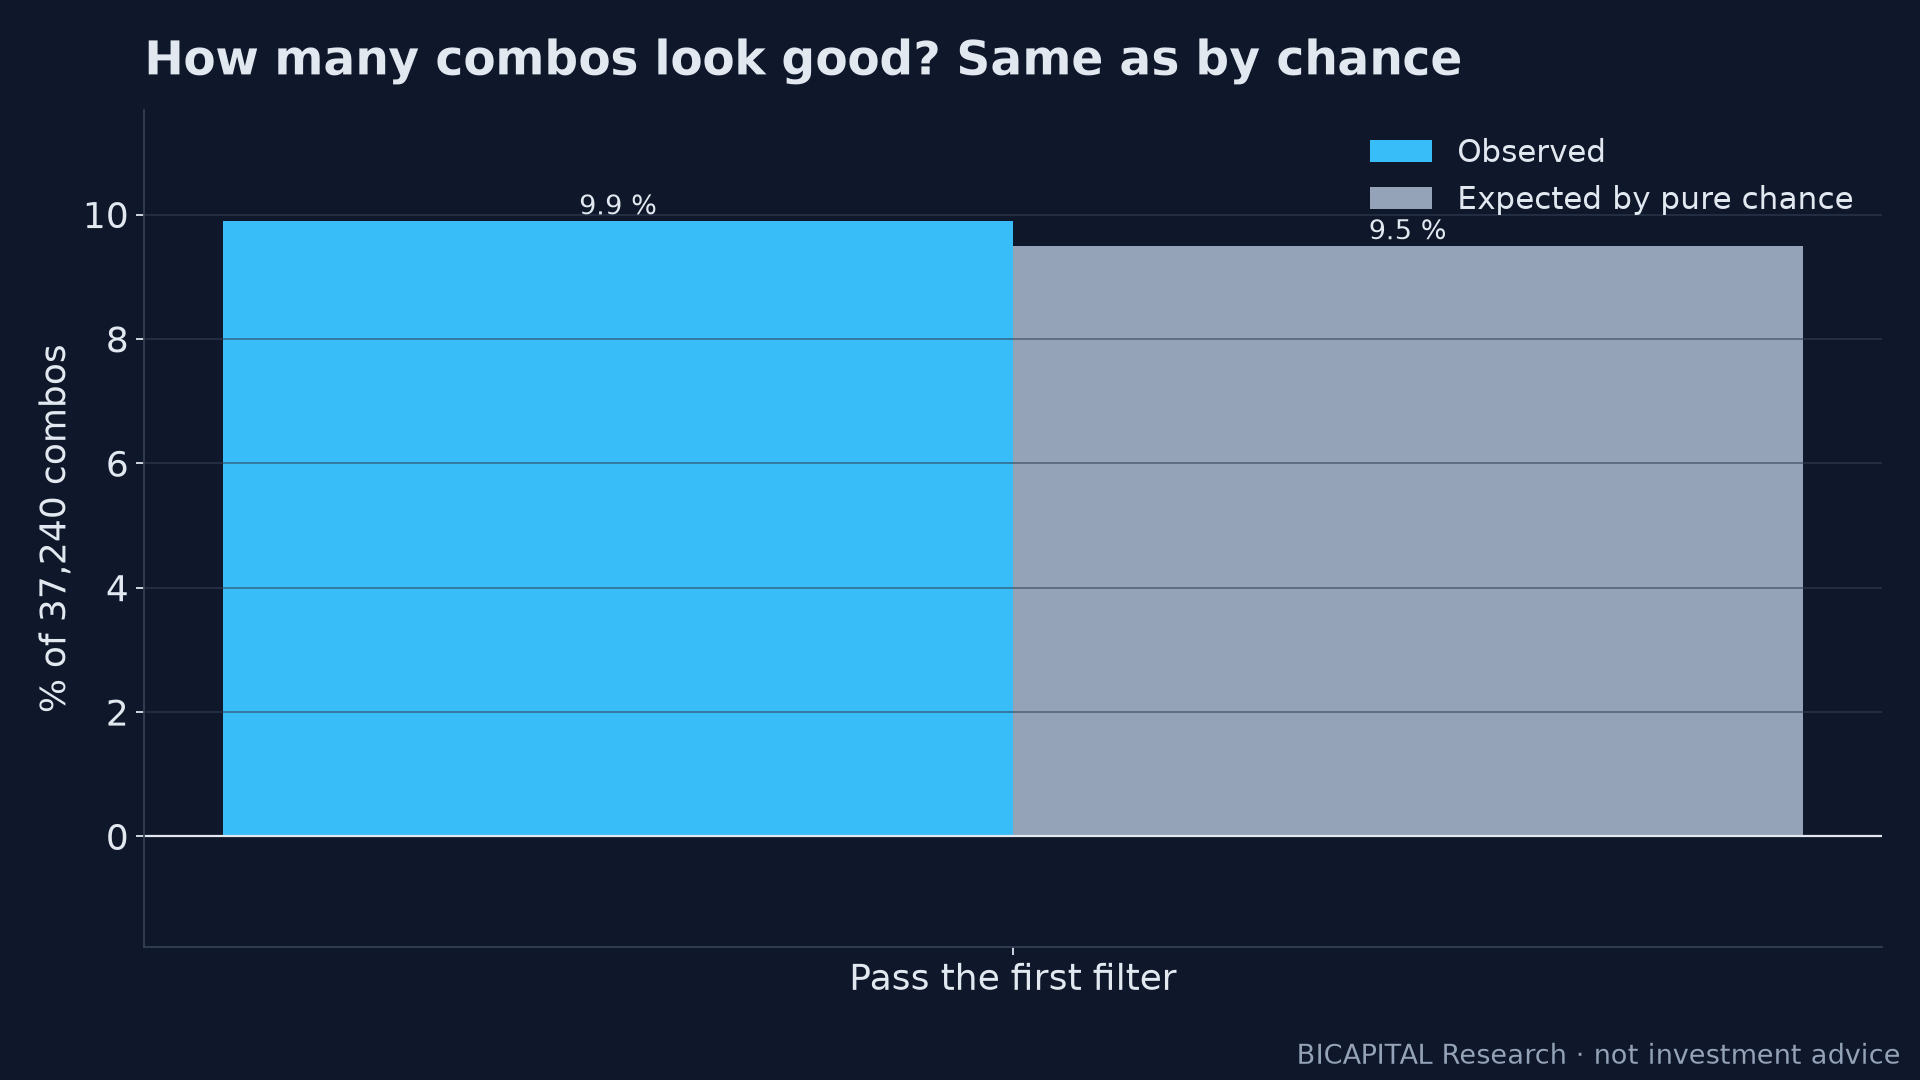 How many combos look good? Same as by chance
Observed
Expected by pure chance
9.9 %
9.5 %
10
8
6
4
2
0
% of 37,240 combos
Pass the first filter
BICAPITAL Research · not investment advice